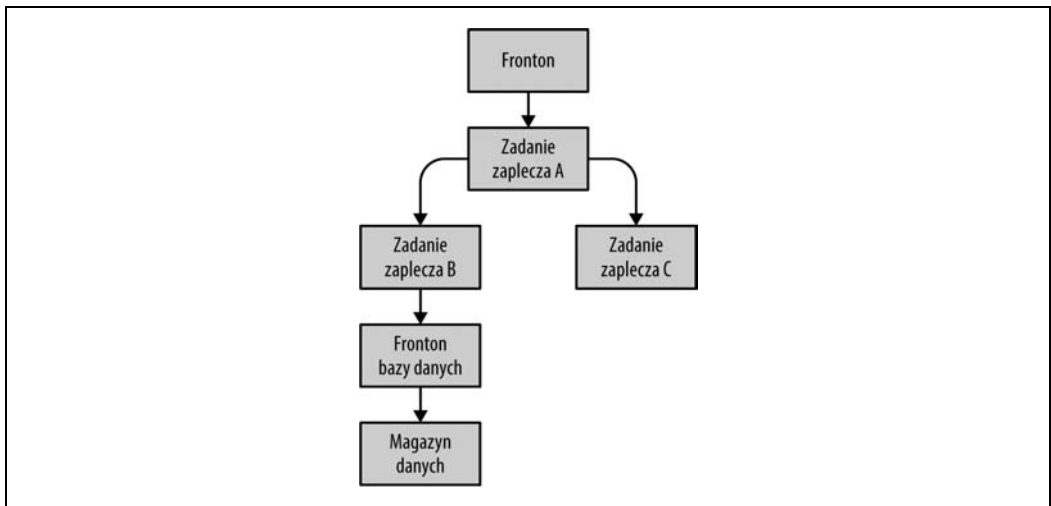 Fronton
Zadanie
zaplecza A
Zadanie
zaplecza B
Zadanie
zaplecza C
Fronton
bazy danych
Magazyn
danych